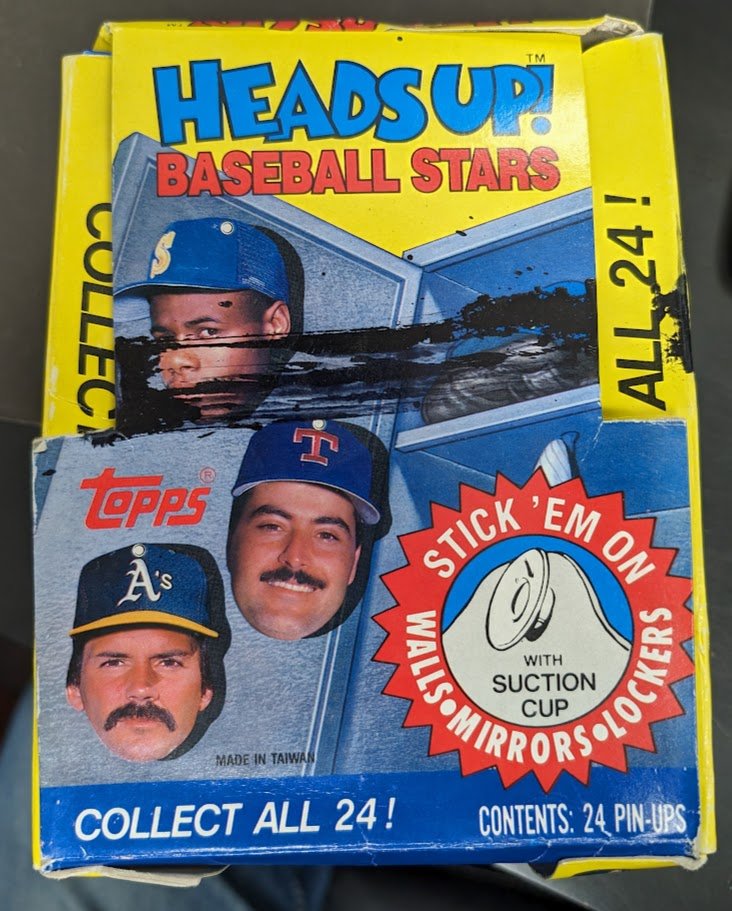 HEADS UP!™
BASEBALL STARS
COLLEC
ALL 24!
S
T
TOPPS®
A's
STICK 'EM ON
WALLS•MIRRORS•LOCKERS
WITH
SUCTION
CUP
MADE IN TAIWAN
COLLECT ALL 24!
CONTENTS: 24 PIN-UPS